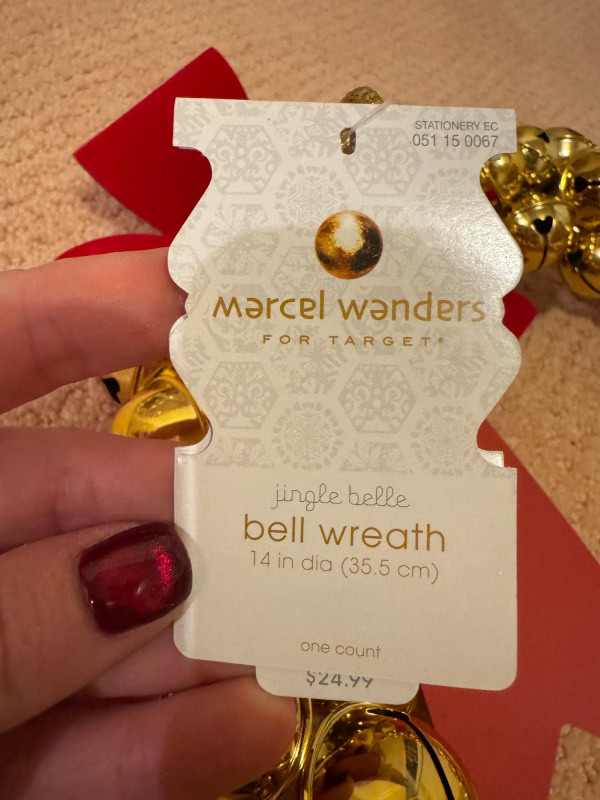 STATIONERY EC
051 15 0067
marcel wanders
FOR TARGET®
jingle belle
bell wreath
14 in dia (35.5 cm)
one count
$24.99